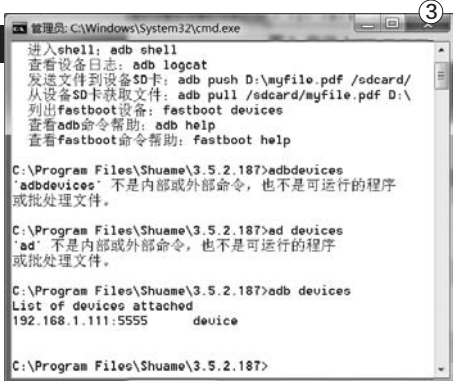 ③
管理员: C:\Windows\System32\cmd.exe
进入shell: adb shell
查看设备日志: adb logcat
发送文件到设备SD卡: adb push D:\myfile.pdf /sdcard/
从设备SD卡获取文件: adb pull /sdcard/myfile.pdf D:\
列出fastboot设备: fastboot devices
查看adb命令帮助: adb help
查看fastboot命令帮助: fastboot help
C:\Program Files\Shuame\3.5.2.187>adbdevices
'adbdevices' 不是内部或外部命令，也不是可运行的程序
或批处理文件。
C:\Program Files\Shuame\3.5.2.187>ad devices
'ad' 不是内部或外部命令，也不是可运行的程序
或批处理文件。
C:\Program Files\Shuame\3.5.2.187>adb devices
List of devices attached
192.168.1.111:5555 device
C:\Program Files\Shuame\3.5.2.187>